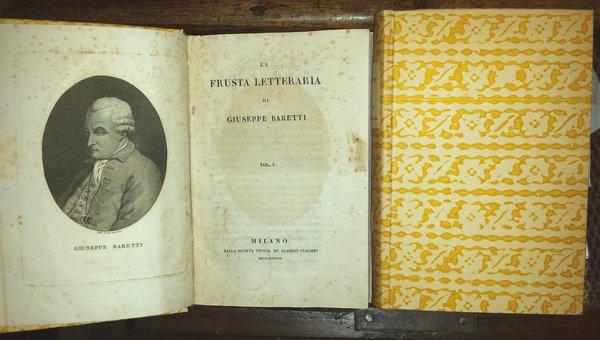 GIUSEPPE BARETTI
LA
FRUSTA LETTERARIA
DI
GIUSEPPE BARETTI
VOL. I.
MILANO
DALLA SOCIETÀ TIPOGR. DE' CLASSICI ITALIANI